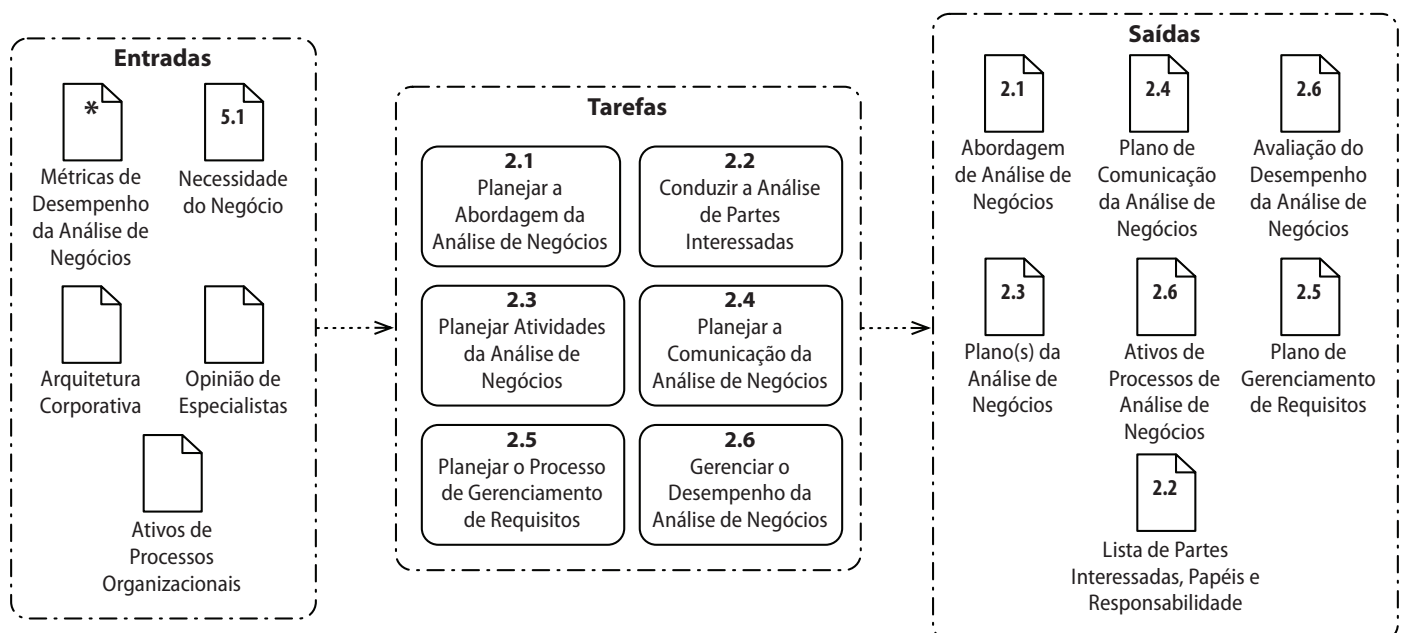 Entradas
*
Métricas de
Desempenho
da Análise de
Negócios
5.1
Necessidade
do Negócio
Arquitetura
Corporativa
Opinião de
Especialistas
Ativos de
Processos
Organizacionais
Tarefas
2.1
Planejar a
Abordagem da
Análise de Negócios
2.2
Conduzir a Análise
de Partes
Interessadas
2.3
Planejar Atividades
da Análise de
Negócios
2.4
Planejar a
Comunicação da
Análise de Negócios
2.5
Planejar o Processo
de Gerenciamento
de Requisitos
2.6
Gerenciar o
Desempenho da
Análise de Negócios
Saídas
2.1
Abordagem
de Análise de
Negócios
2.4
Plano de
Comunicação
da Análise de
Negócios
2.6
Avaliação do
Desempenho
da Análise de
Negócios
2.3
Plano(s) da
Análise de
Negócios
2.6
Ativos de
Processos de
Análise de
Negócios
2.5
Plano de
Gerenciamento
de Requisitos
2.2
Lista de Partes
Interessadas, Papéis e
Responsabilidade